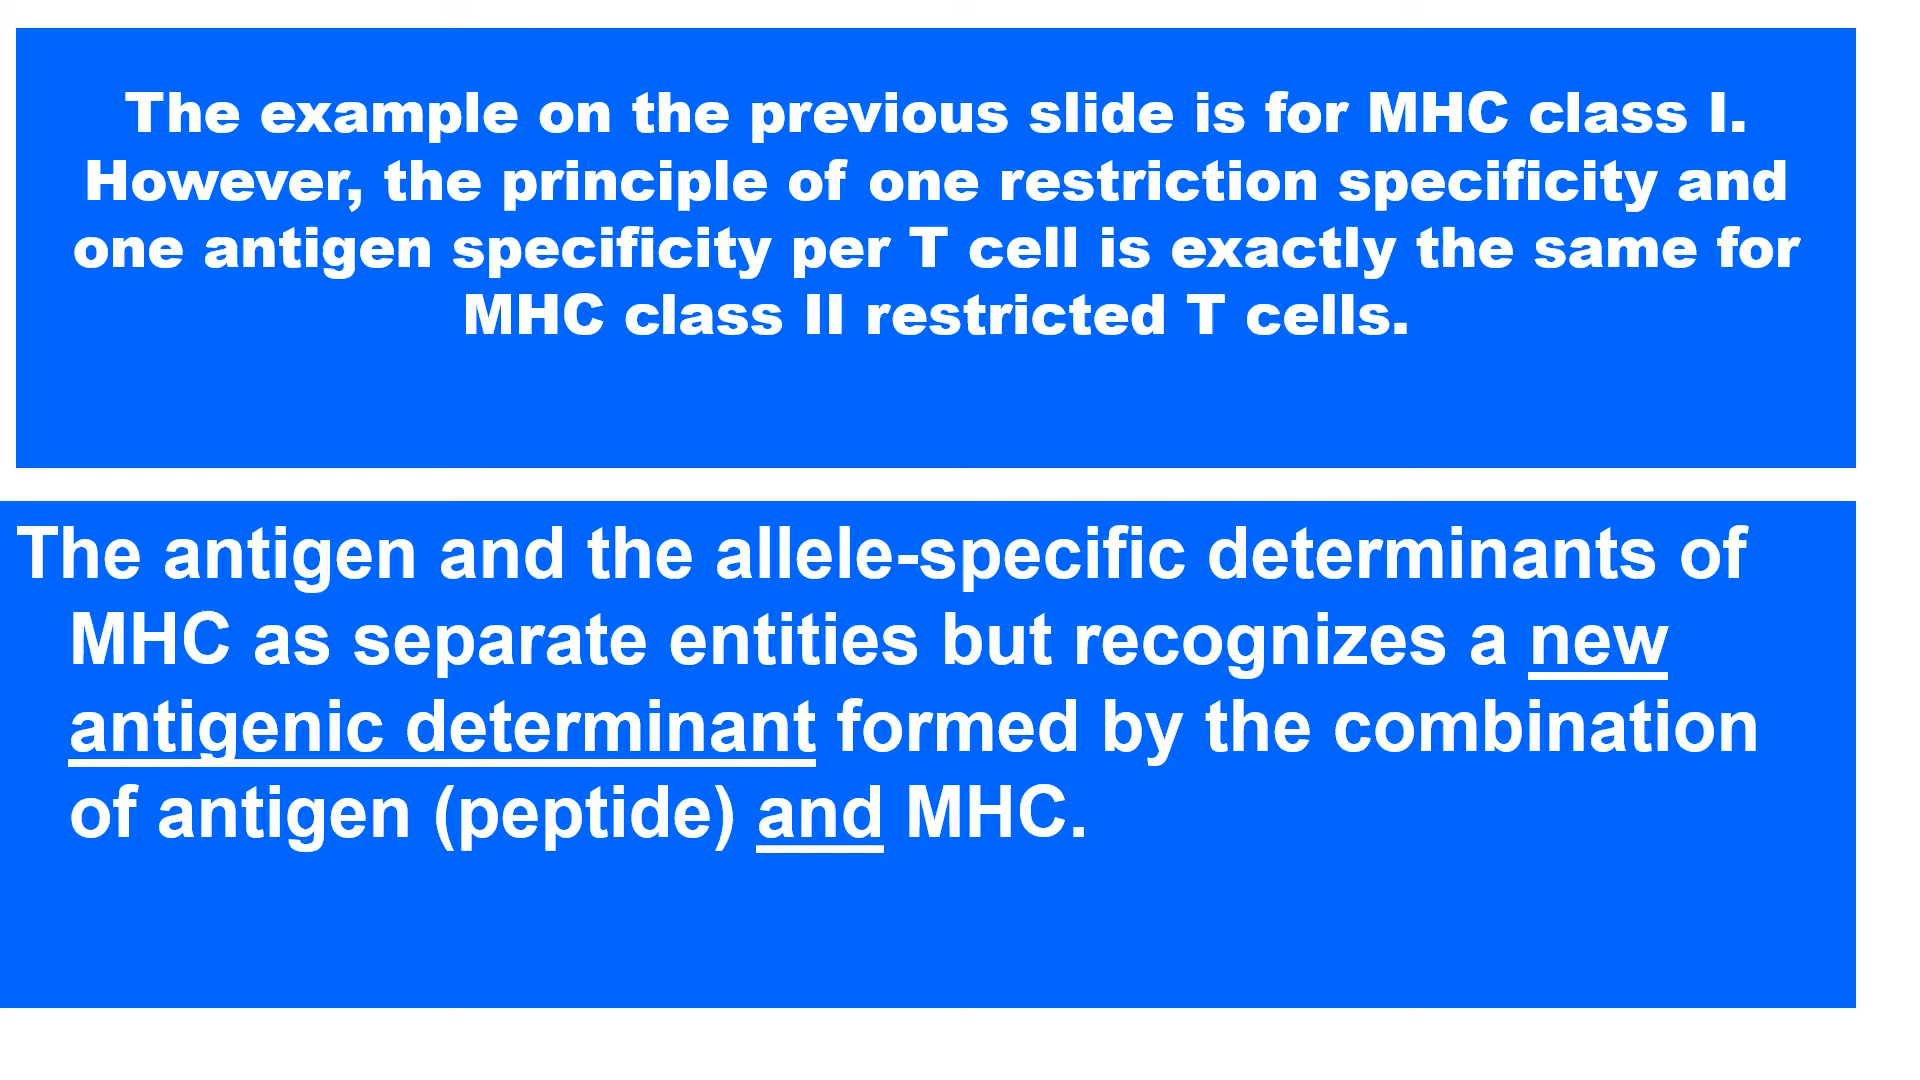 The example on the previous slide is for MHC class I.
However, the principle of one restriction specificity and
one antigen specificity per T cell is exactly the same for
MHC class II restricted T cells.
The antigen and the allele-specific determinants of
MHC as separate entities but recognizes a new
antigenic determinant formed by the combination
of antigen (peptide) and MHC.